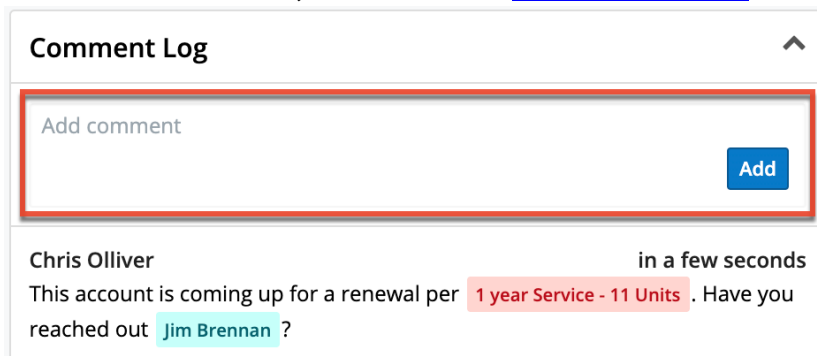 Comment Log
Add comment
Add
Chris Olliver in a few seconds
This account is coming up for a renewal per 1 year Service - 11 Units . Have you
reached out Jim Brennan ?